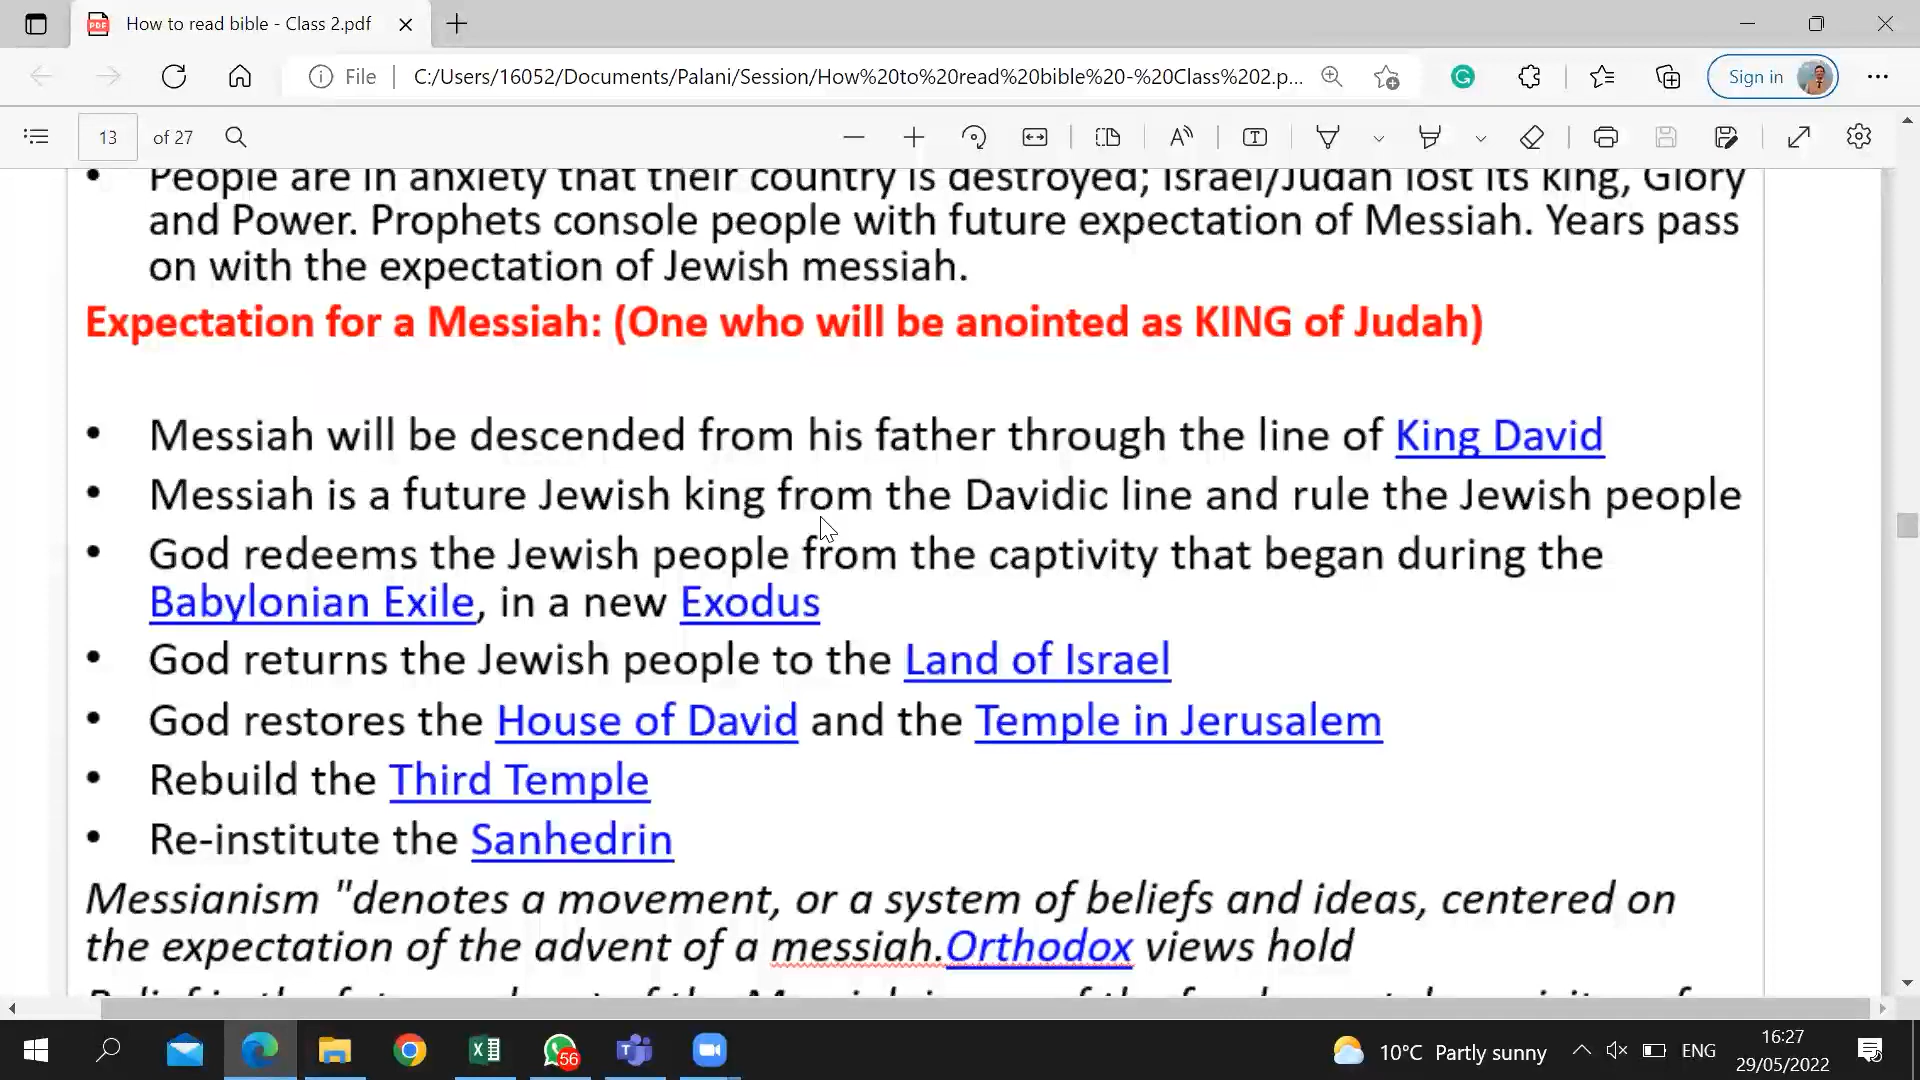 How to read bible - Class 2.pdf
File
C:/Users/16052/Documents/Palani/Session/How%20to%20read%20bible%20-%20Class%202.p...
Sign in
13 of 27
• People are in anxiety that their country is destroyed; Israel/Judah lost its king, Glory
and Power. Prophets console people with future expectation of Messiah. Years pass
on with the expectation of Jewish messiah.
Expectation for a Messiah: (One who will be anointed as KING of Judah)
• Messiah will be descended from his father through the line of King David
• Messiah is a future Jewish king from the Davidic line and rule the Jewish people
• God redeems the Jewish people from the captivity that began during the
Babylonian Exile, in a new Exodus
• God returns the Jewish people to the Land of Israel
• God restores the House of David and the Temple in Jerusalem
• Rebuild the Third Temple
• Re-institute the Sanhedrin
Messianism "denotes a movement, or a system of beliefs and ideas, centered on
the expectation of the advent of a messiah.Orthodox views hold
56
10°C Partly sunny
ENG
16:27
29/05/2022